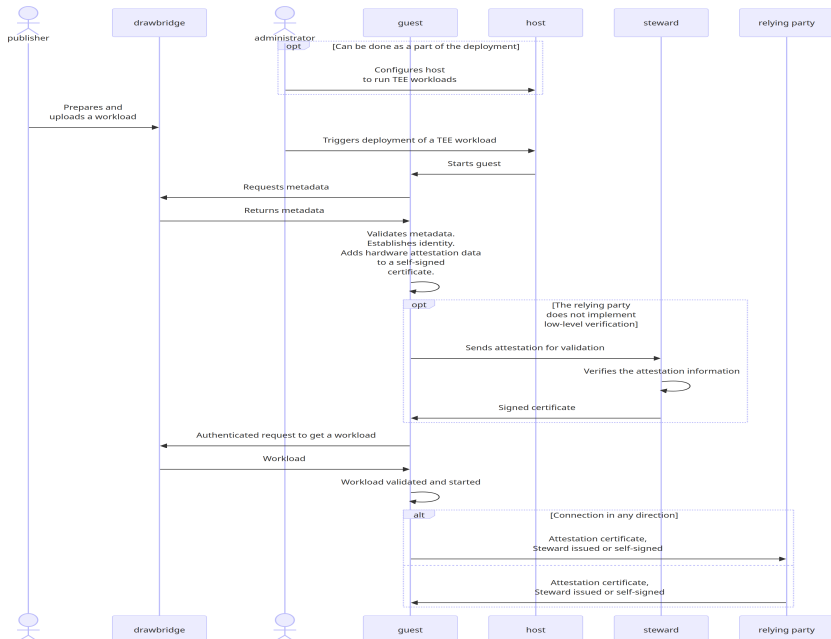 publisher
drawbridge
administrator
guest
host
steward
relying party
opt
[Can be done as a part of the deployment]
Configures host
to run TEE workloads
Prepares and
uploads a workload
Triggers deployment of a TEE workload
Starts guest
Requests metadata
Returns metadata
Validates metadata.
Establishes identity.
Adds hardware attestation data
to a self-signed
certificate.
opt
[The relying party
does not implement
low-level verification]
Sends attestation for validation
Verifies the attestation information
Signed certificate
Authenticated request to get a workload
Workload
Workload validated and started
alt
[Connection in any direction]
Attestation certificate,
Steward issued or self-signed
Attestation certificate,
Steward issued or self-signed
drawbridge
guest
host
steward
relying party